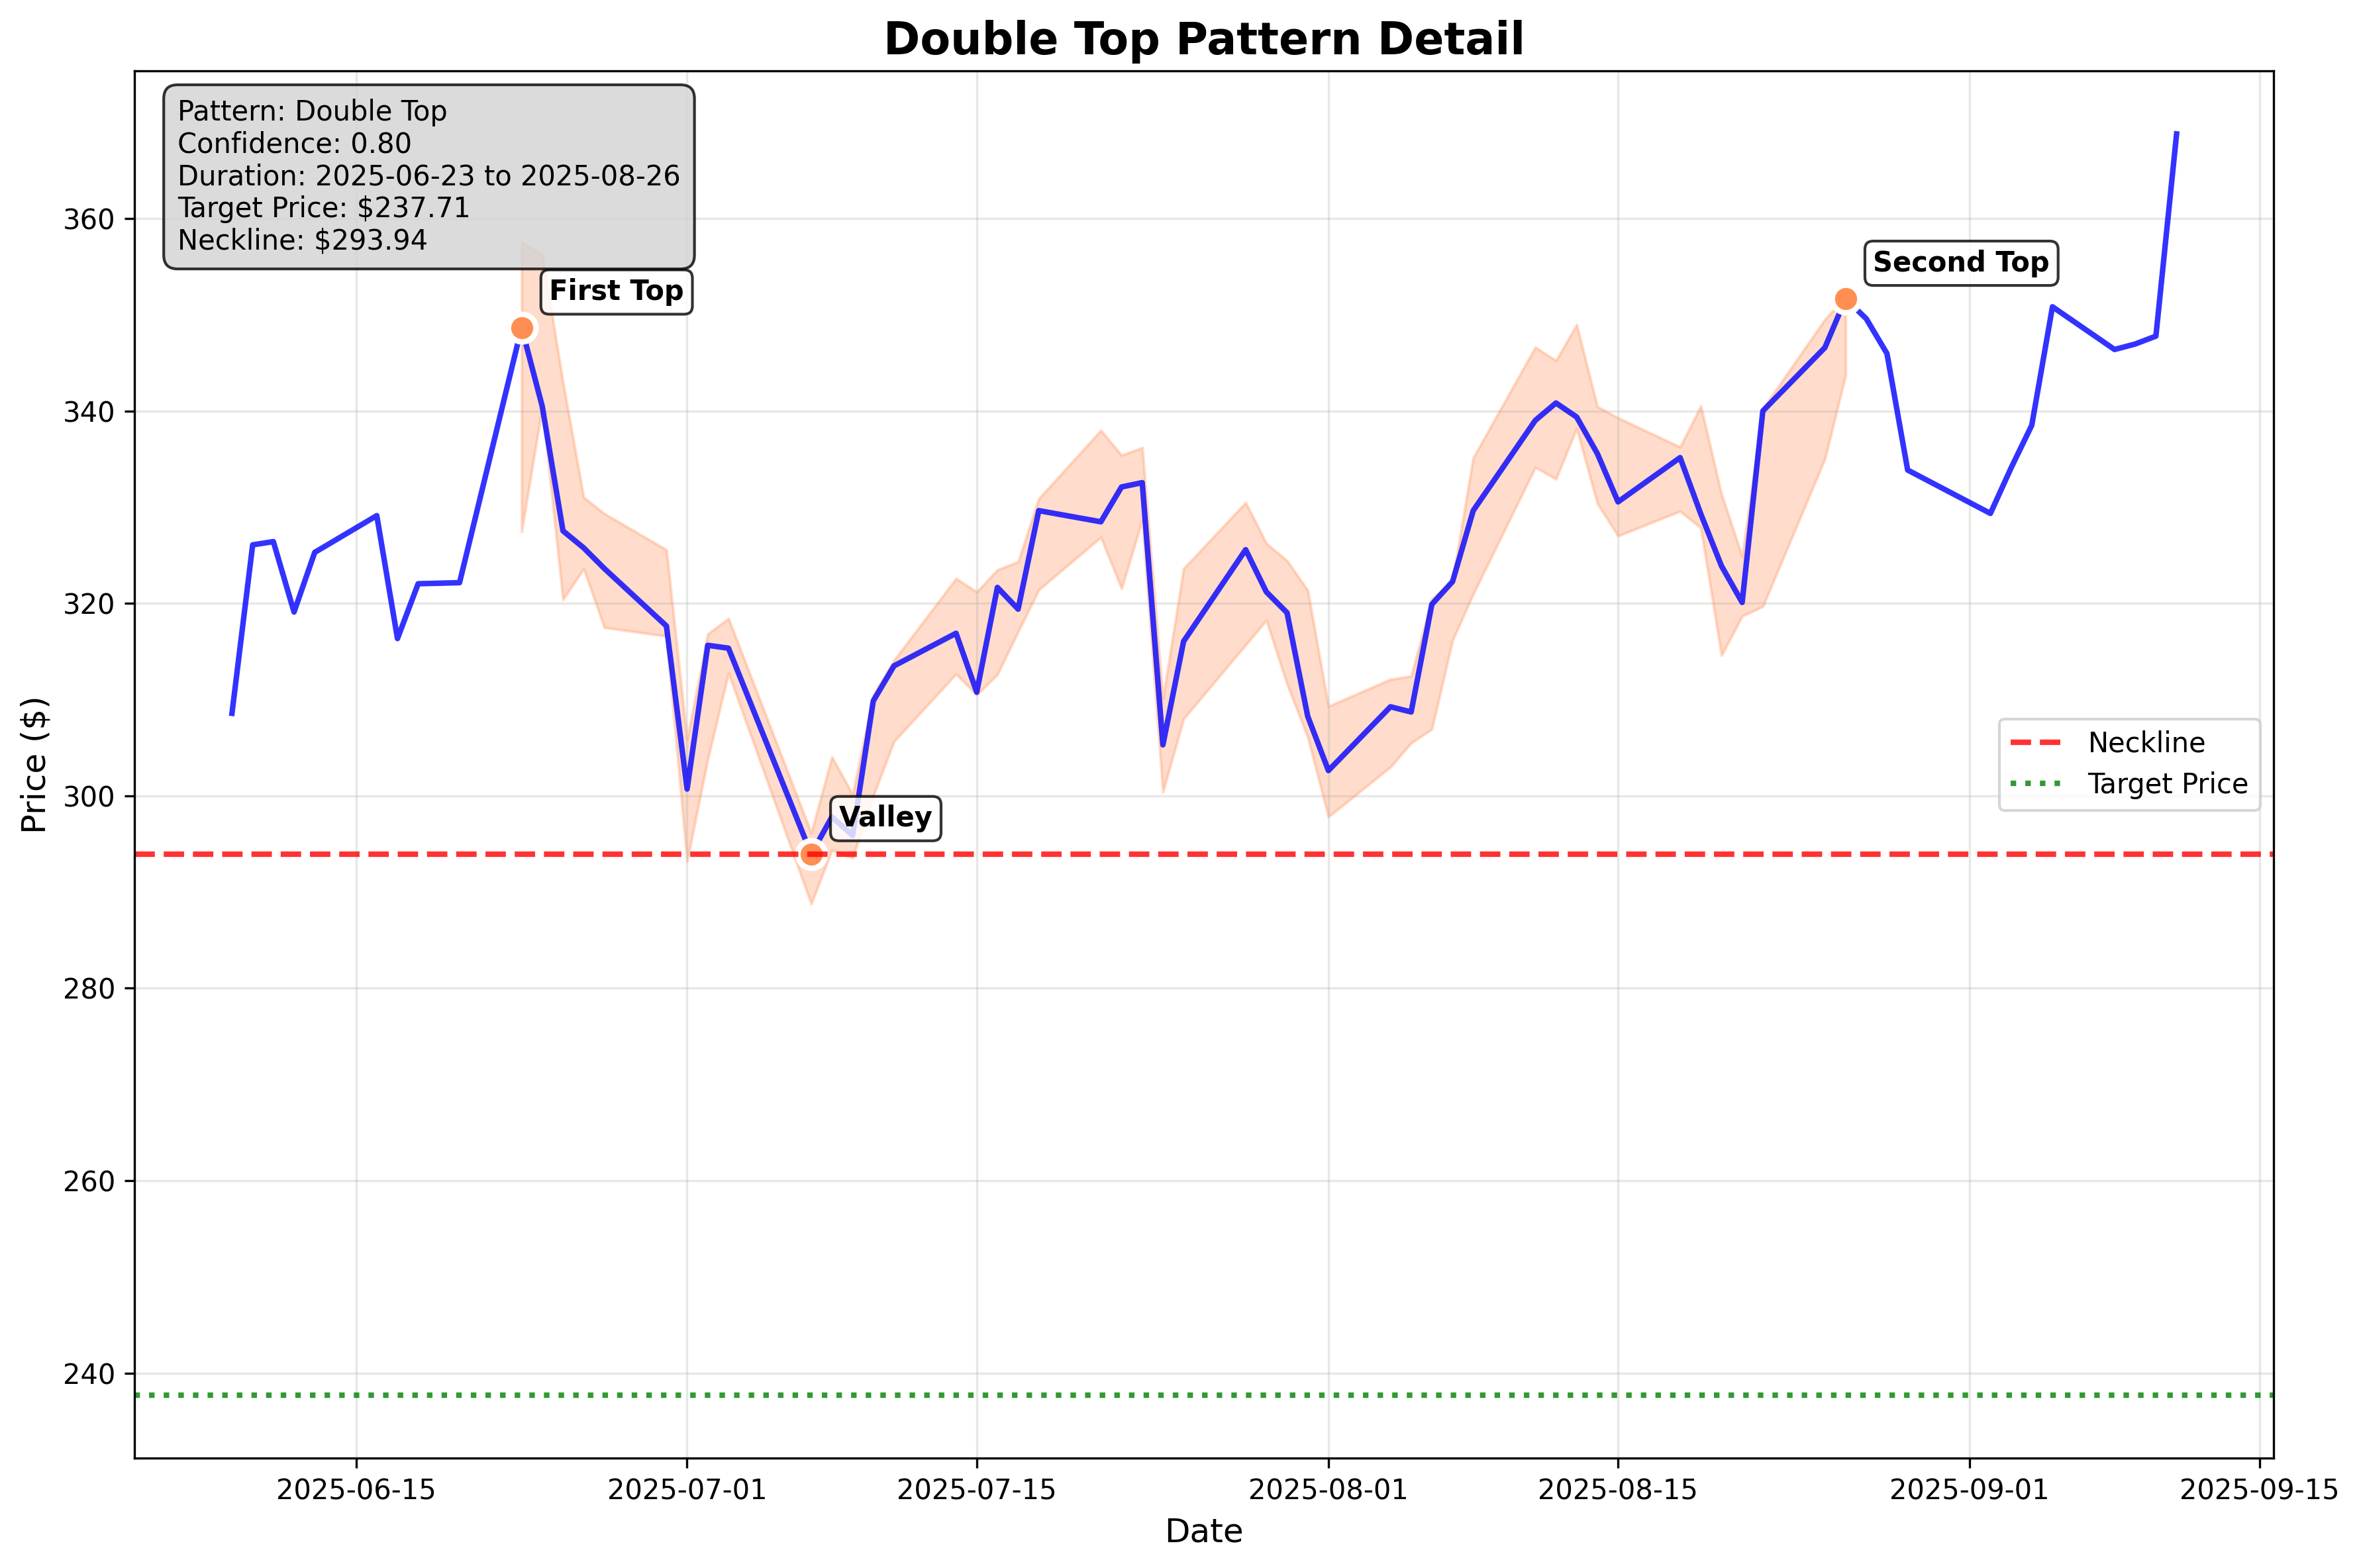 Double Top Pattern Detail
Pattern: Double Top
Confidence: 0.80
Duration: 2025-06-23 to 2025-08-26
Target Price: $237.71
Neckline: $293.94
First Top
Second Top
Valley
Neckline
Target Price
Price ($)
360
340
320
300
280
260
240
2025-06-15
2025-07-01
2025-07-15
2025-08-01
2025-08-15
2025-09-01
2025-09-15
Date